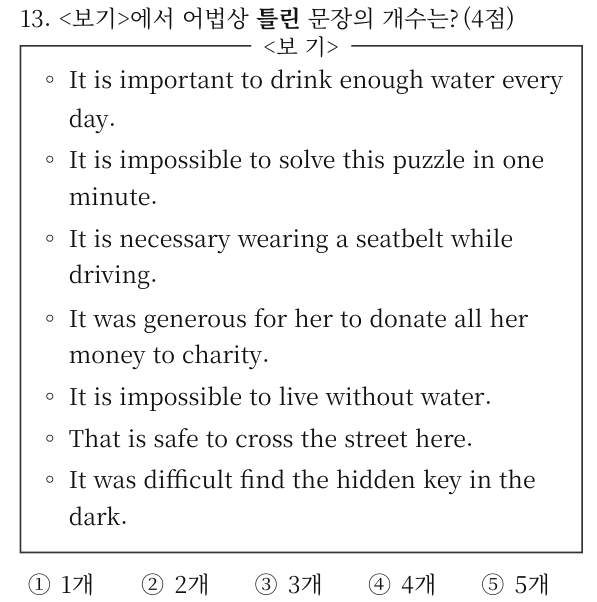 13. <보기>에서 어법상 틀린 문장의 개수는? (4점)
<보 기>
◦ It is important to drink enough water every
day.
◦ It is impossible to solve this puzzle in one
minute.
◦ It is necessary wearing a seatbelt while
driving.
◦ It was generous for her to donate all her
money to charity.
◦ It is impossible to live without water.
◦ That is safe to cross the street here.
◦ It was difficult find the hidden key in the
dark.
① 1개 ② 2개 ③ 3개 ④ 4개 ⑤ 5개